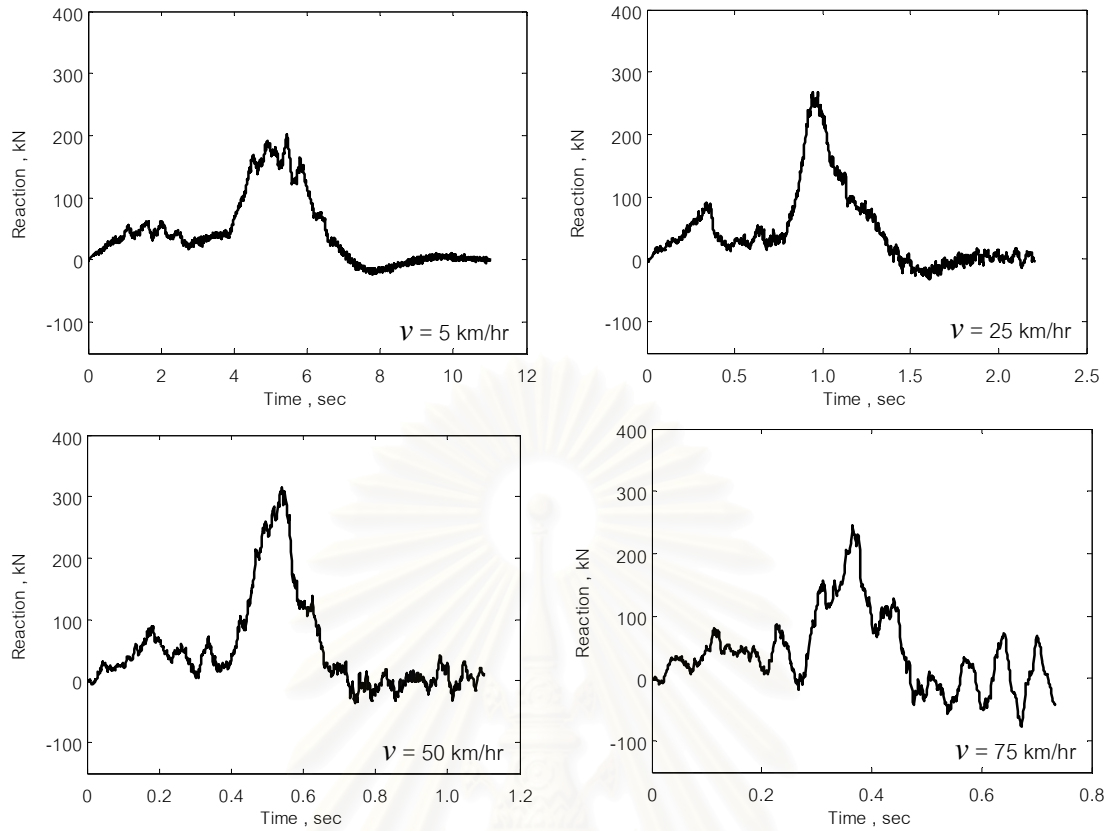 400
300
200
100
0
-100
Reaction , kN
v = 5 km/hr
0 2 4 6 8 10 12
Time , sec
400
300
200
100
0
-100
Reaction , kN
v = 25 km/hr
0 0.5 1.0 1.5 2.0 2.5
Time , sec
400
300
200
100
0
-100
Reaction , kN
v = 50 km/hr
0 0.2 0.4 0.6 0.8 1.0 1.2
Time , sec
400
300
200
100
0
-100
Reaction , kN
v = 75 km/hr
0 0.2 0.4 0.6 0.8
Time , sec